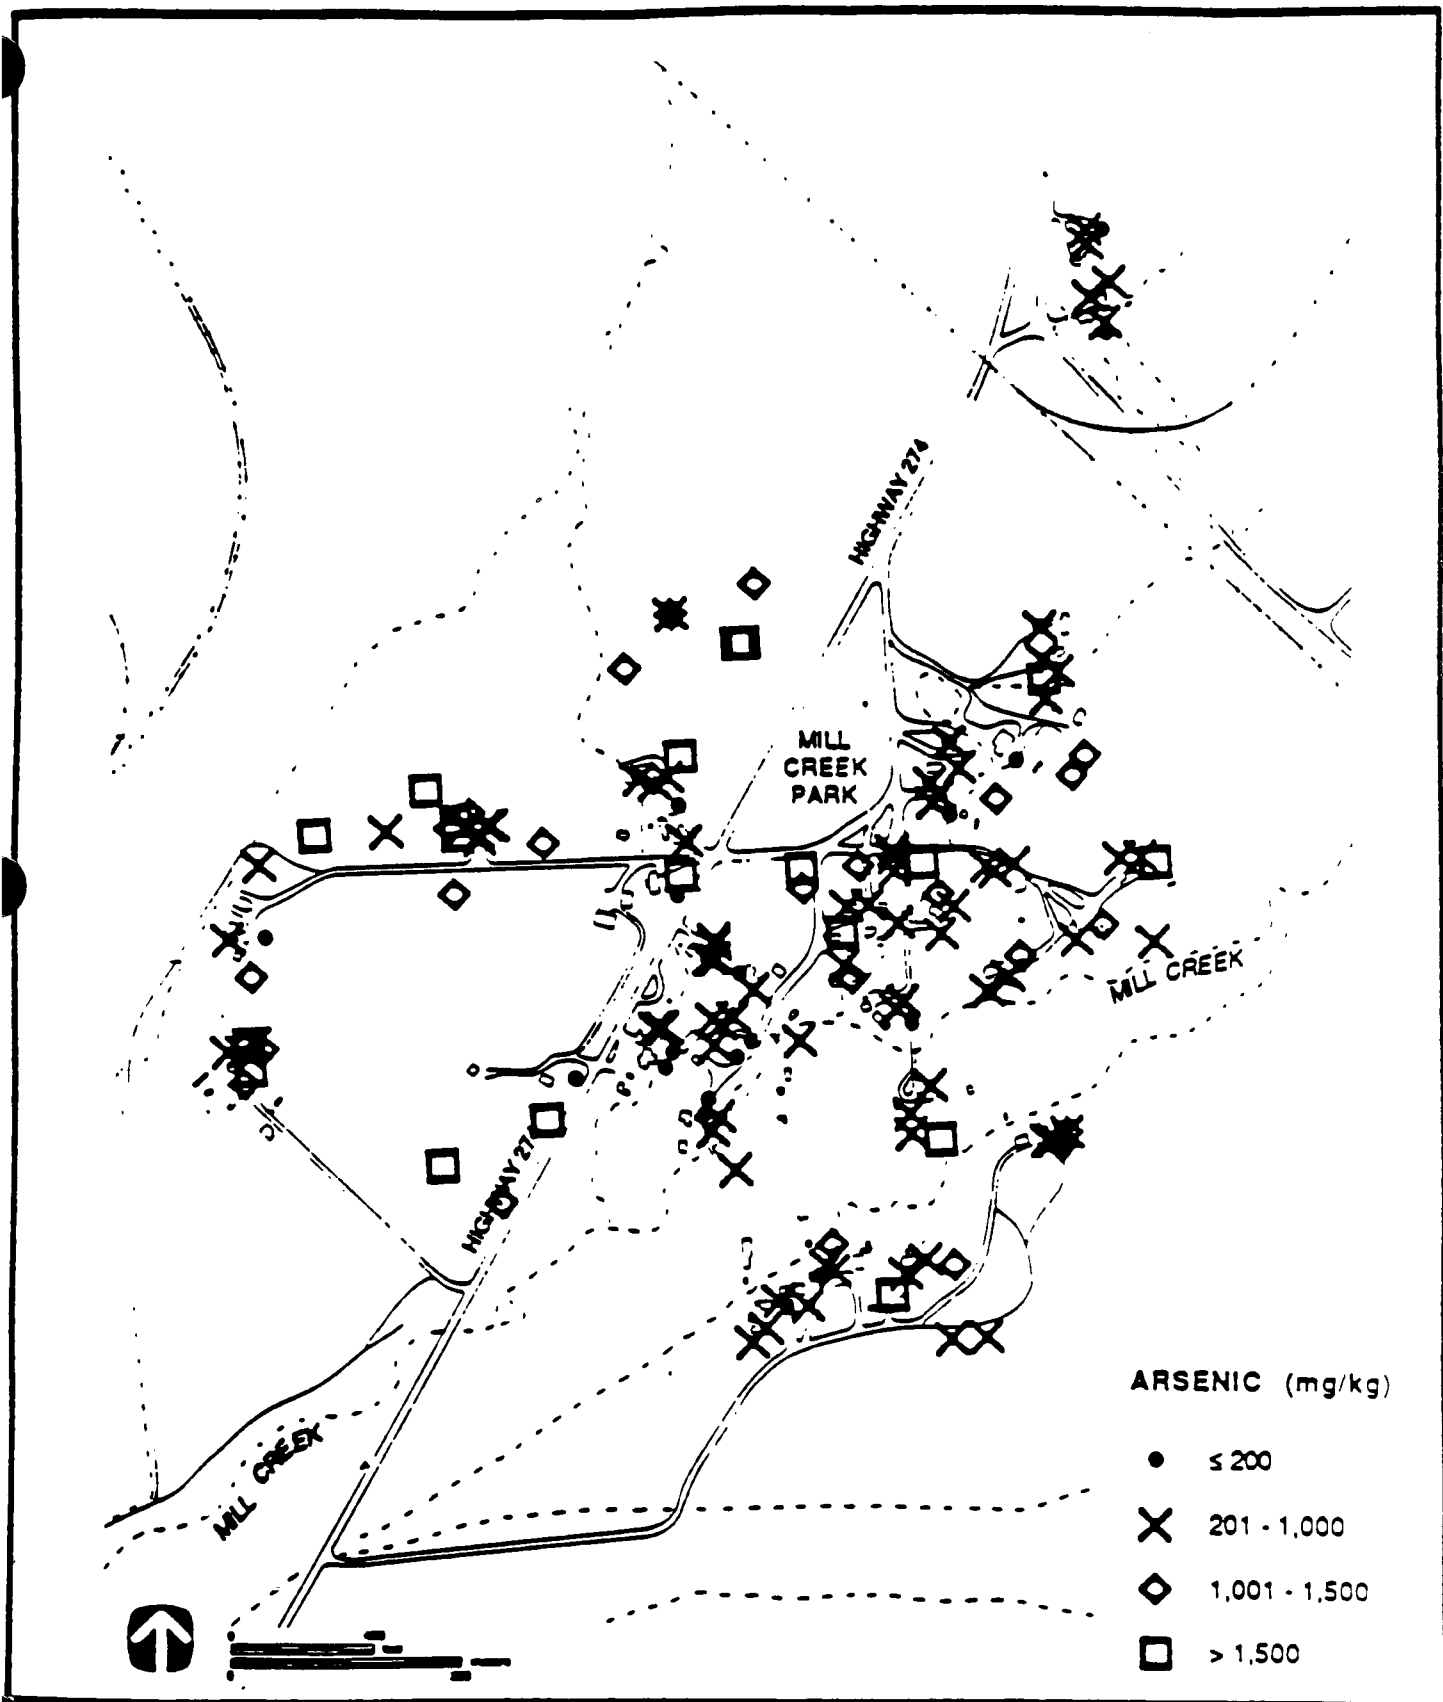 HIGHWAY 274
MILL
CREEK
PARK
MILL CREEK
HIGHWAY 274
MILL CREEK
ARSENIC (mg/kg)
≤ 200
201 - 1,000
1,001 - 1,500
> 1,500